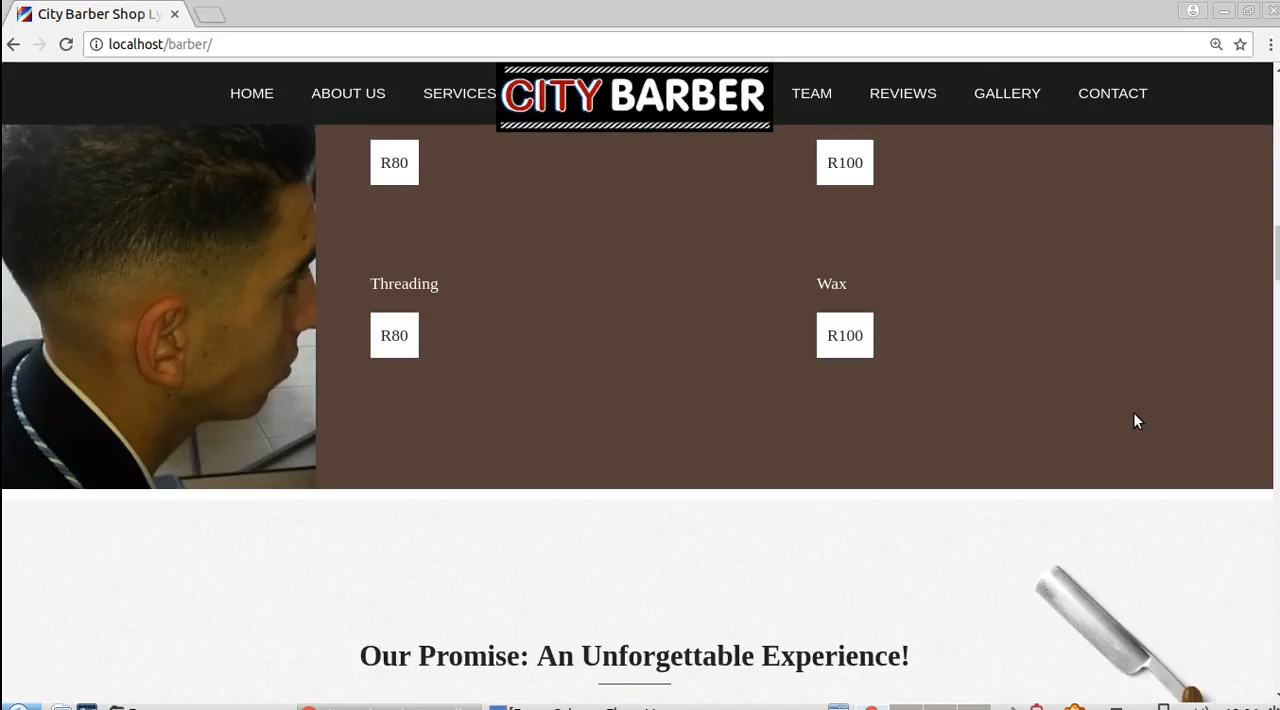 City Barber Shop Ly
localhost/barber/
HOME ABOUT US SERVICES CITY BARBER TEAM REVIEWS GALLERY CONTACT
R80 R100
Threading Wax
R80 R100
Our Promise: An Unforgettable Experience!